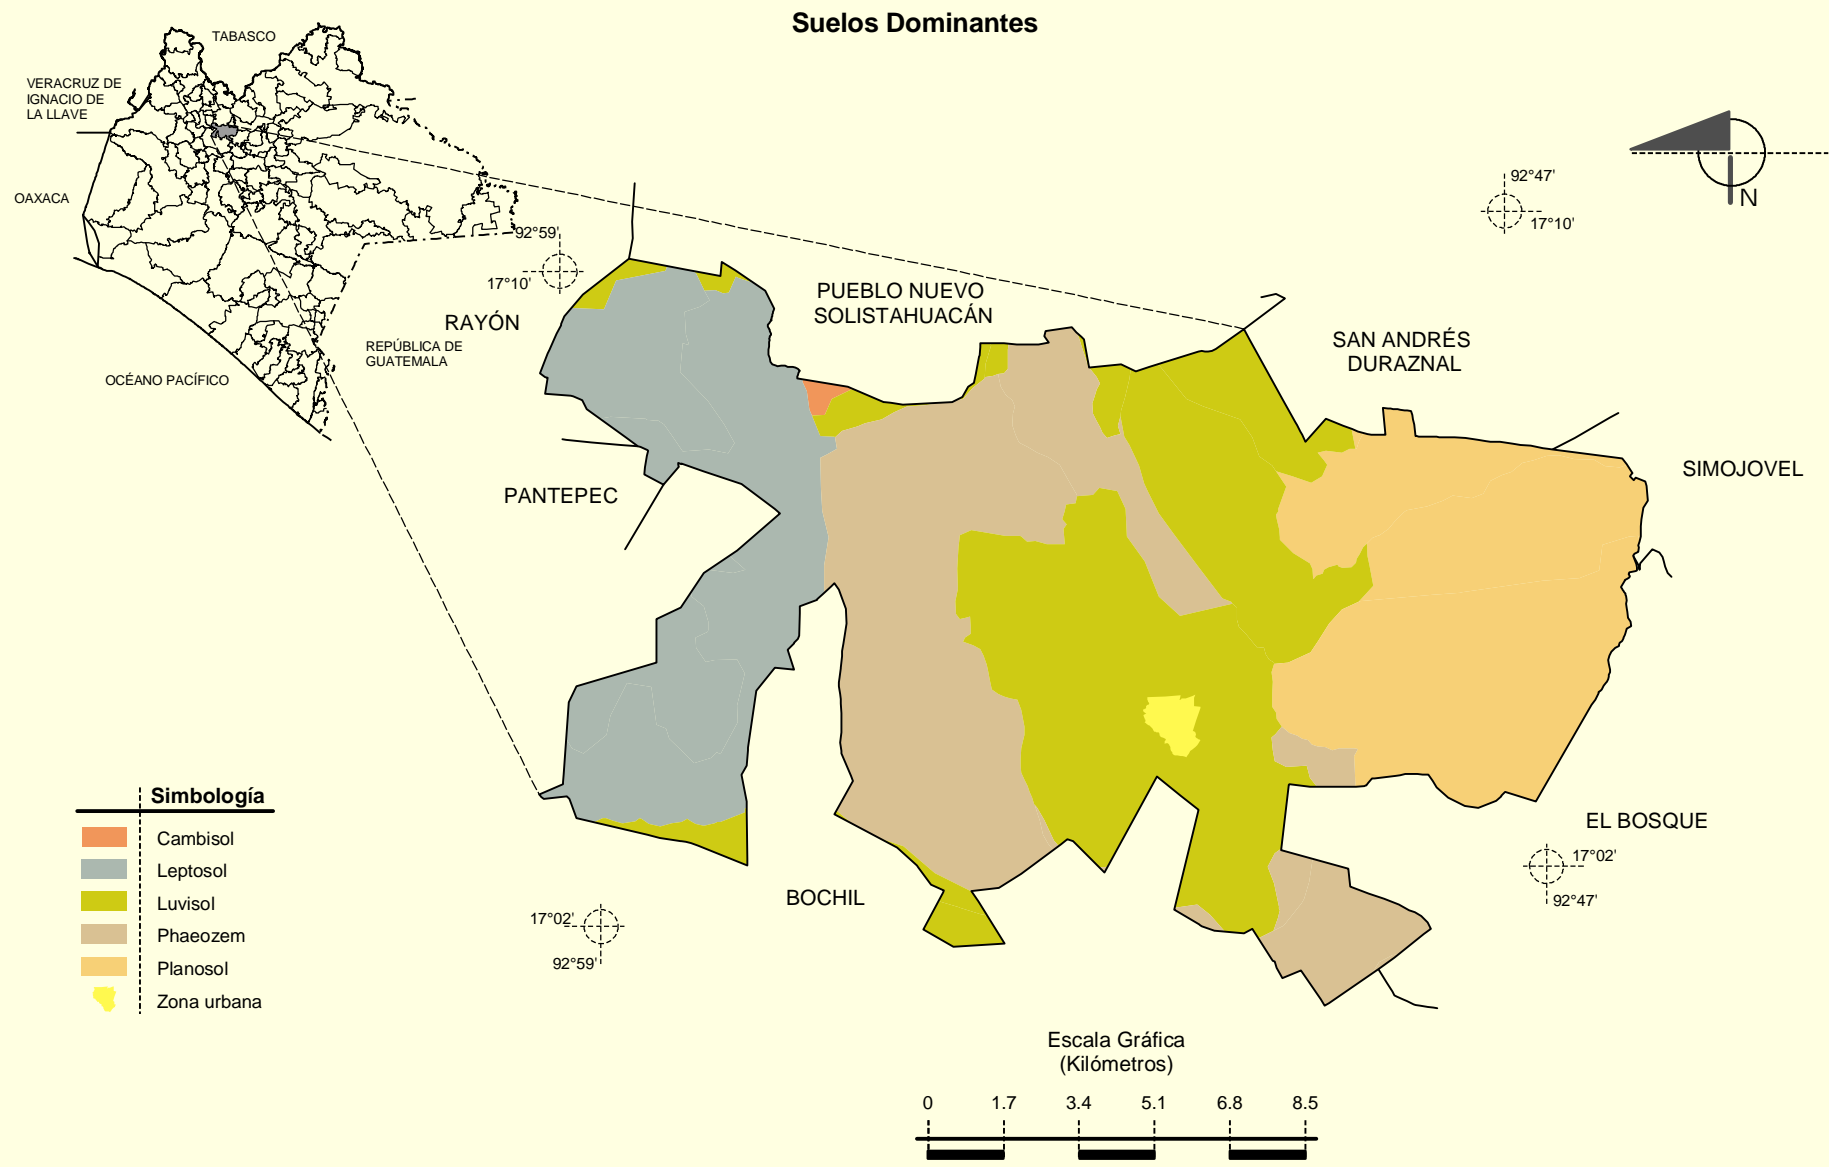 Suelos Dominantes
TABASCO
VERACRUZ DE
IGNACIO DE
LA LLAVE
OAXACA
REPÚBLICA DE
GUATEMALA
OCÉANO PACÍFICO
92°59'
17°10'
92°47'
17°10'
N
RAYÓN
PUEBLO NUEVO
SOLISTAHUACÁN
SAN ANDRÉS
DURAZNAL
SIMOJOVEL
PANTEPEC
EL BOSQUE
BOCHIL
17°02'
92°59'
17°02'
92°47'
Simbología
Cambisol
Leptosol
Luvisol
Phaeozem
Planosol
Zona urbana
Escala Gráfica
(Kilómetros)
0 1.7 3.4 5.1 6.8 8.5